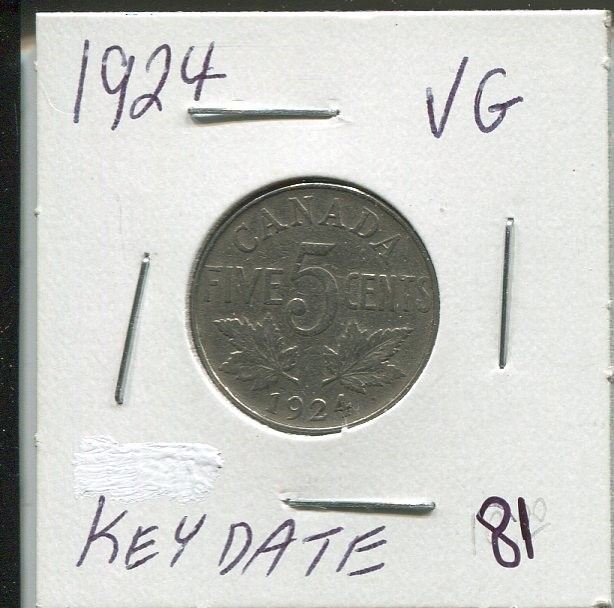 1924 VG
CANADA
FIVE 5 CENTS
1924
KEY DATE 81